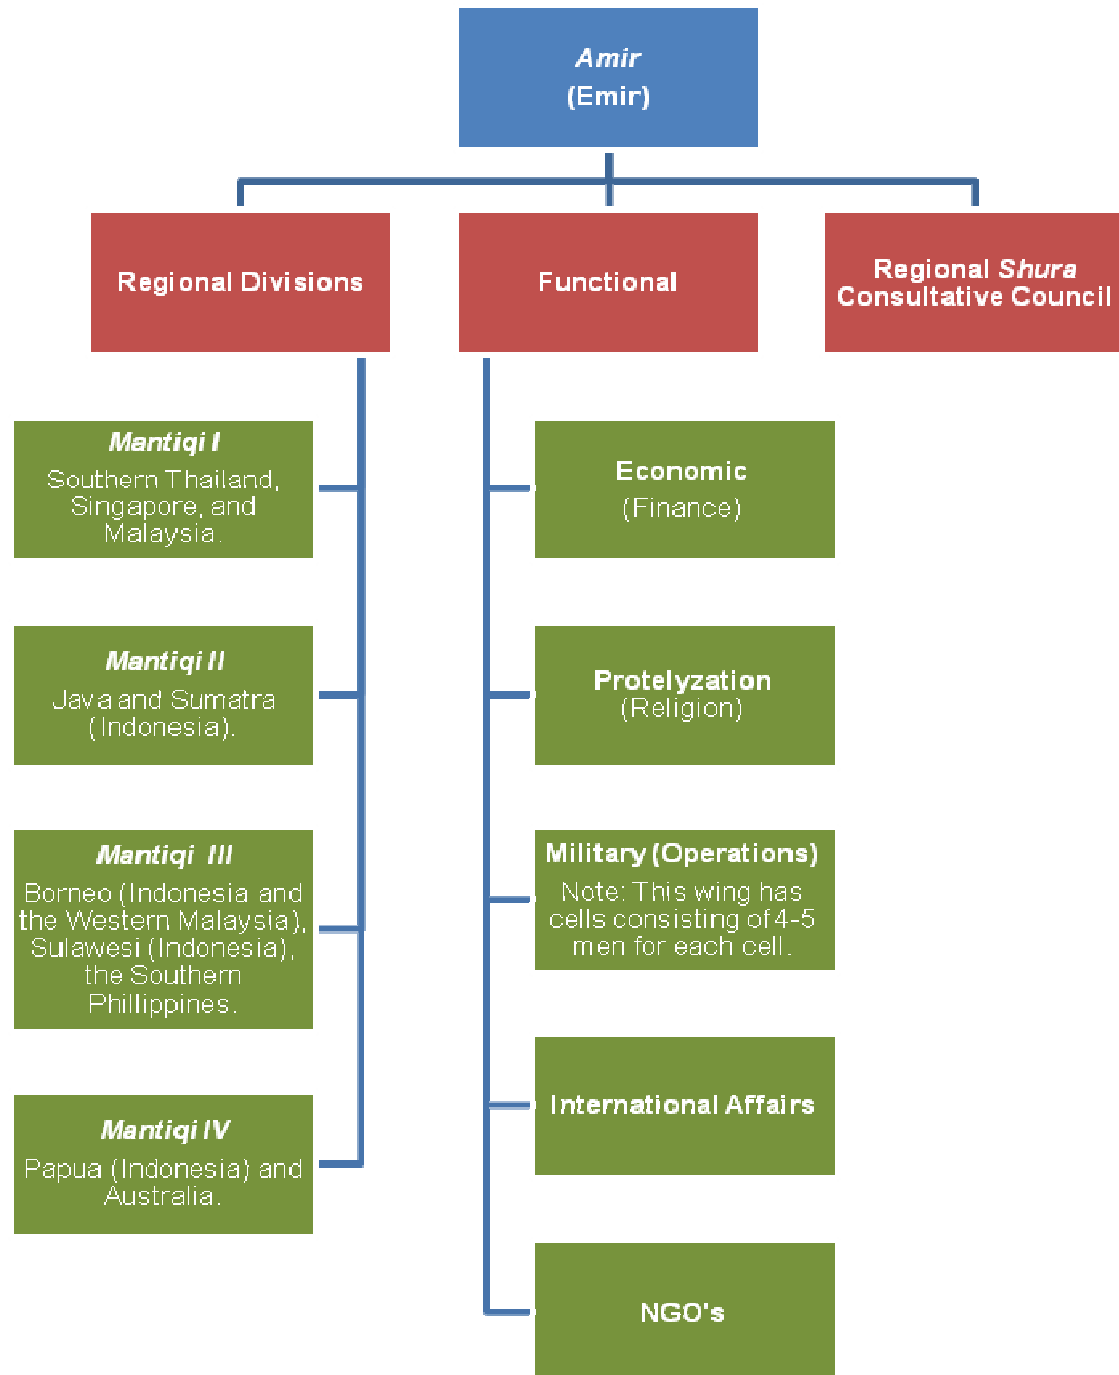 Amir
(Emir)
Regional Divisions
Functional
Regional Shura
Consultative Council
Mantiqi I
Southern Thailand,
Singapore, and
Malaysia.
Mantiqi II
Java and Sumatra
(Indonesia).
Mantiqi III
Borneo (Indonesia and
the Western Malaysia),
Sulawesi (Indonesia),
the Southern
Phillippines.
Mantiqi IV
Papua (Indonesia) and
Australia.
Economic
(Finance)
Protelyzation
(Religion)
Military (Operations)
Note: This wing has
cells consisting of 4-5
men for each cell.
International Affairs
NGO's